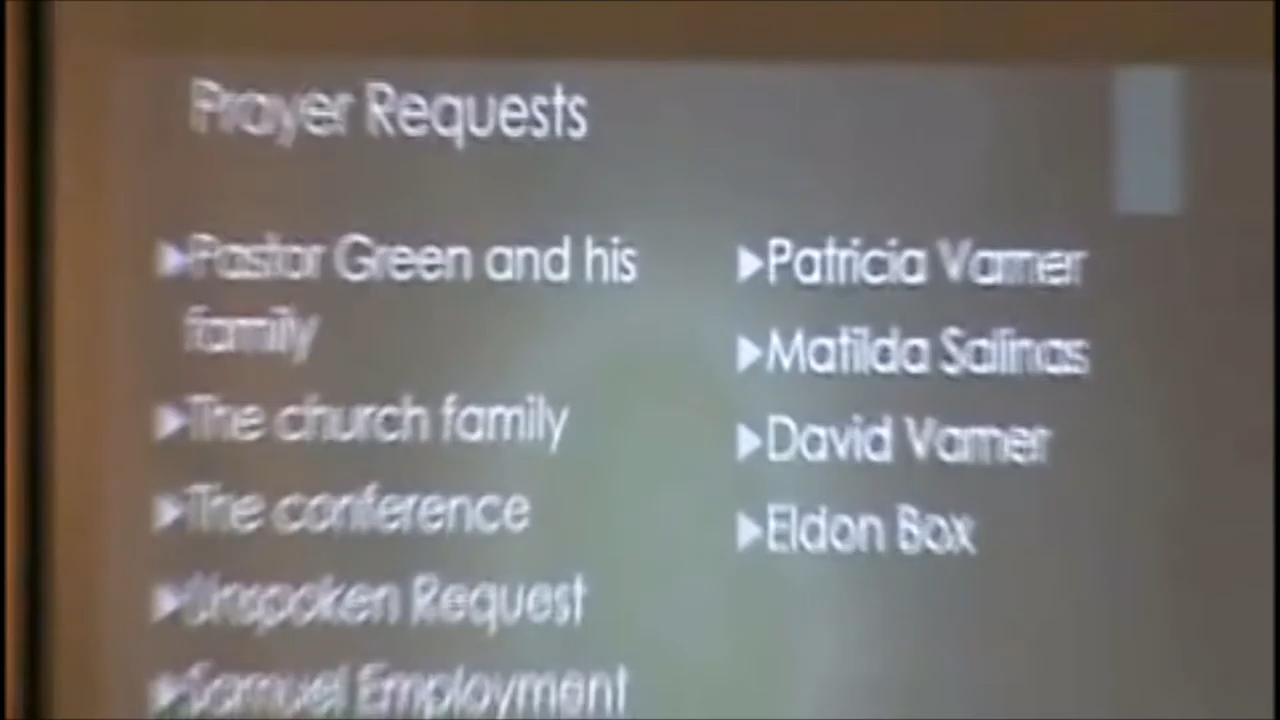 Prayer Requests
▶Pastor Green and his
family
▶The church family
▶The conference
▶Unspoken Request
▶Samuel Employment
▶Patricia Varner
▶Matilda Salinas
▶David Varner
▶Eldon Box